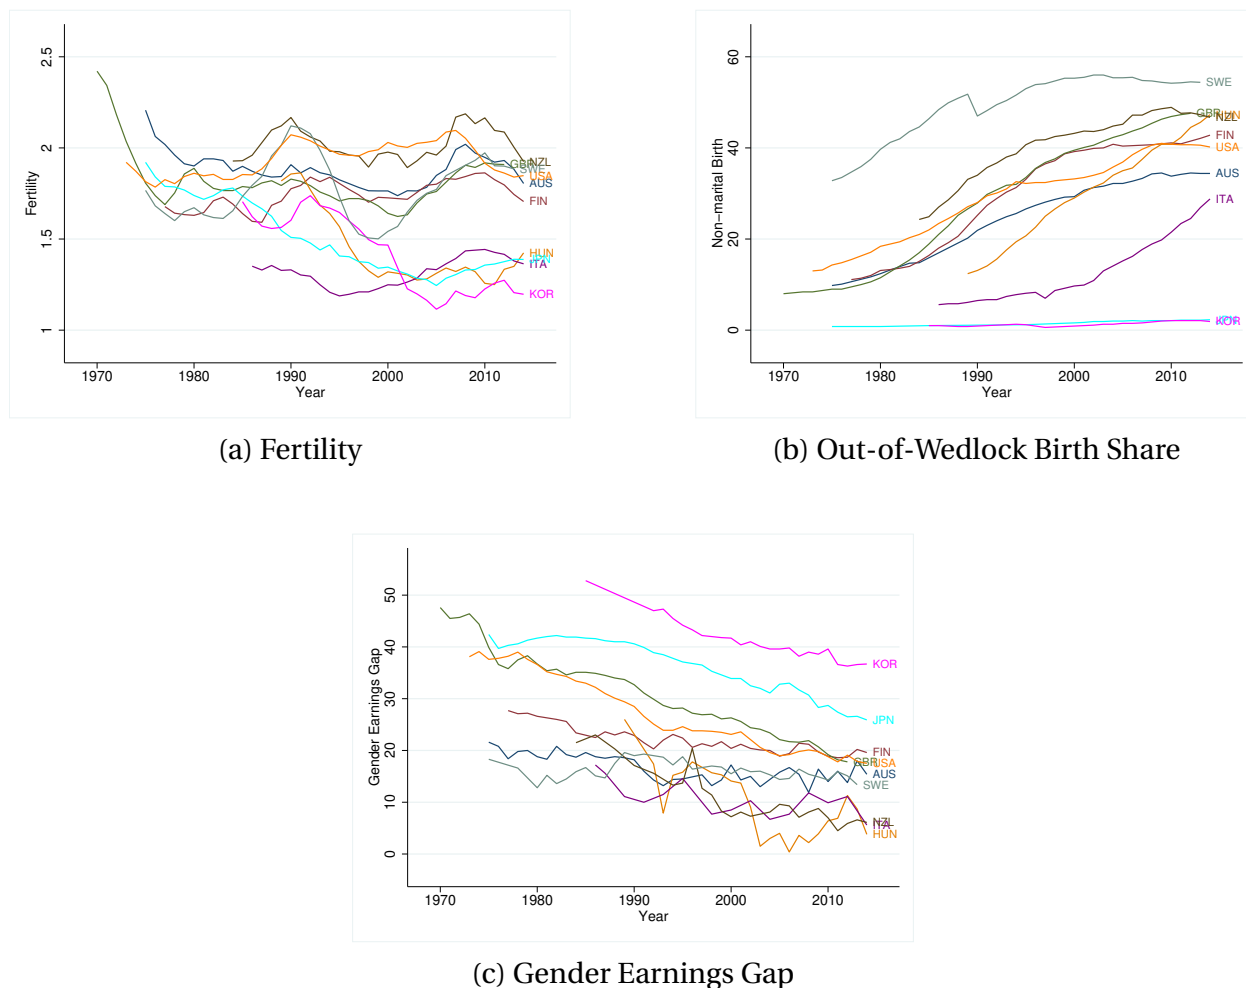 2.5
2
1.5
1
Fertility
GBR
NZL
SWE
USA
AUS
FIN
HUN
JPN
ITA
KOR
1970 1980 1990 2000 2010
Year
(a) Fertility
60
40
20
0
Non-marital Birth
SWE
GBR
HUN
NZL
FIN
USA
AUS
ITA
KOR
1970 1980 1990 2000 2010
Year
(b) Out-of-Wedlock Birth Share
50
40
30
20
10
0
Gender Earnings Gap
KOR
JPN
FIN
GBR
USA
AUS
SWE
NZL
ITA
HUN
1970 1980 1990 2000 2010
Year
(c) Gender Earnings Gap